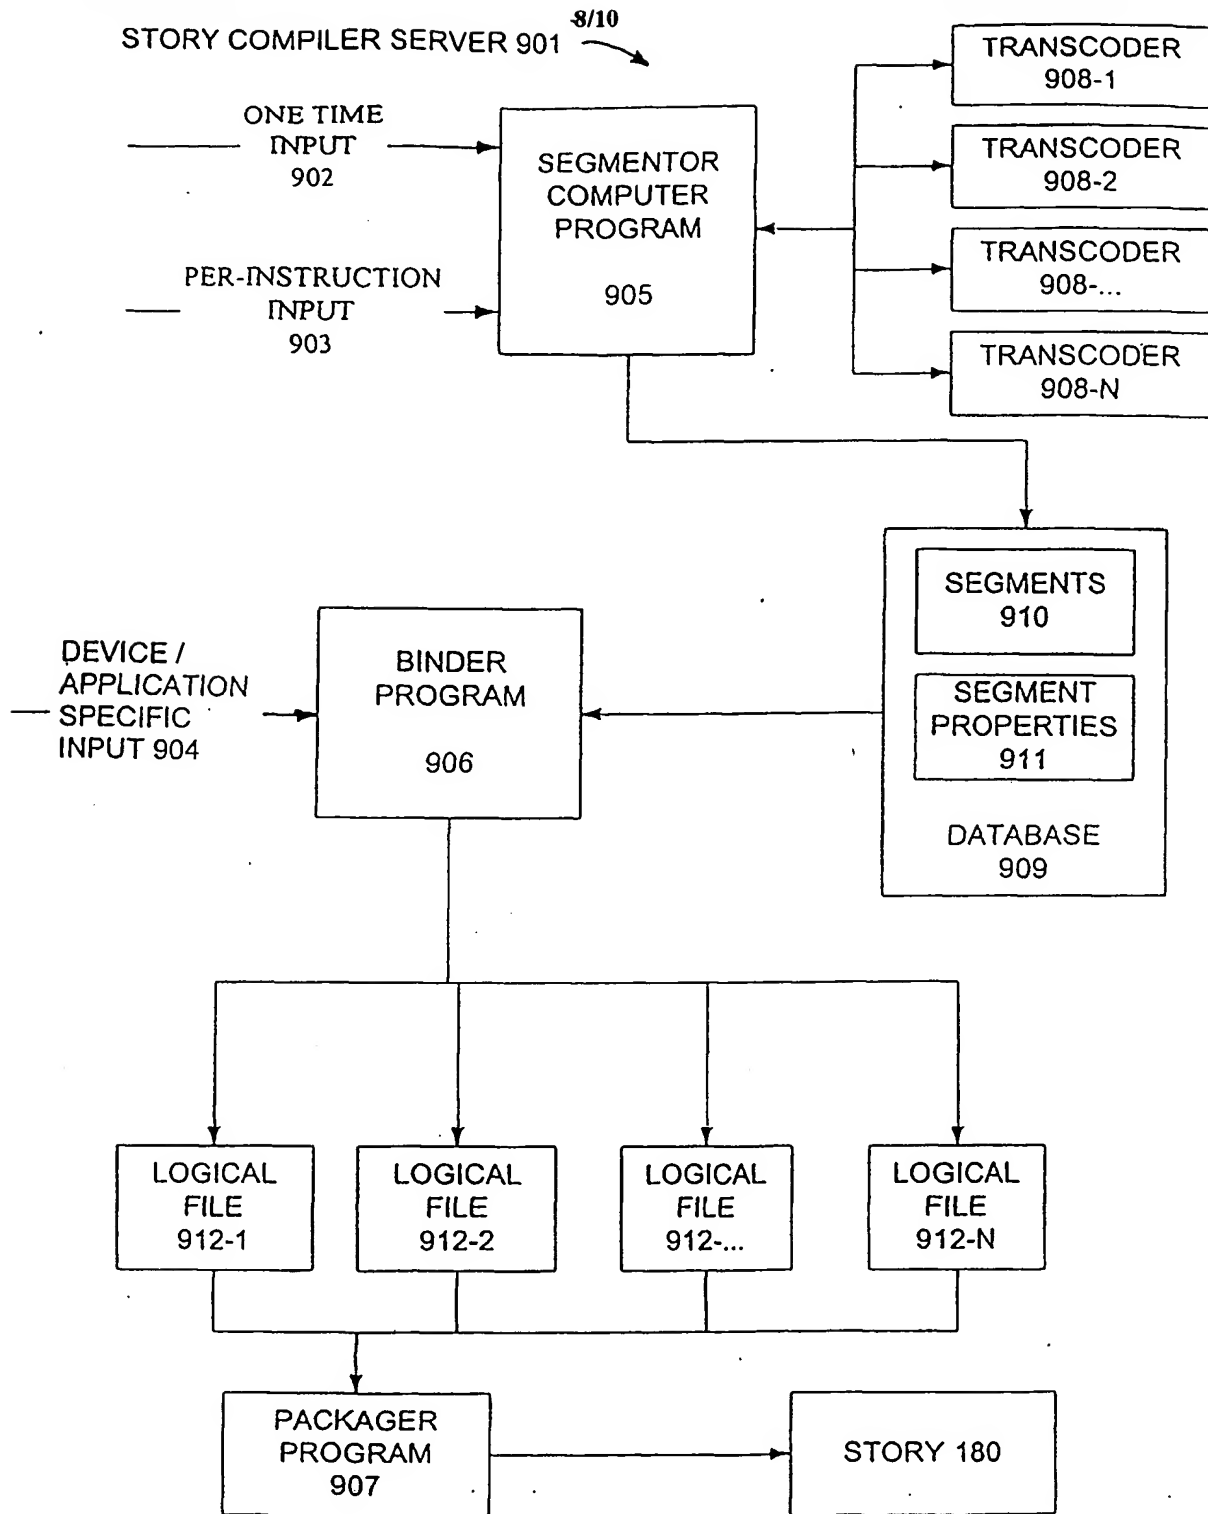 8/10
STORY COMPILER SERVER 901
ONE TIME
INPUT
902
PER-INSTRUCTION
INPUT
903
SEGMENTOR
COMPUTER
PROGRAM
905
TRANSCODER
908-1
TRANSCODER
908-2
TRANSCODER
908-...
TRANSCODER
908-N
DEVICE /
APPLICATION
SPECIFIC
INPUT 904
BINDER
PROGRAM
906
SEGMENTS
910
SEGMENT
PROPERTIES
911
DATABASE
909
LOGICAL
FILE
912-1
LOGICAL
FILE
912-2
LOGICAL
FILE
912-...
LOGICAL
FILE
912-N
PACKAGER
PROGRAM
907
STORY 180